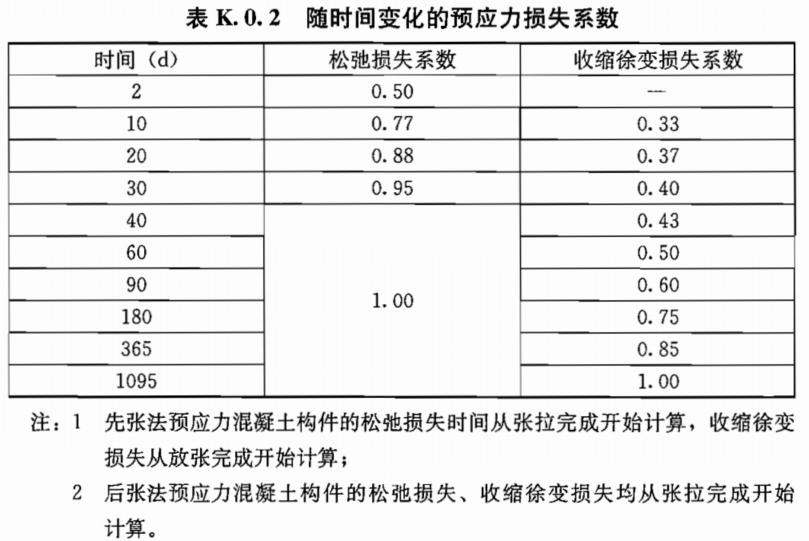 表 K.0.2 随时间变化的预应力损失系数
时间（d） 松弛损失系数 收缩徐变损失系数
2 0.50 —
10 0.77 0.33
20 0.88 0.37
30 0.95 0.40
40 0.43
60 0.50
90 0.60
1.00
180 0.75
365 0.85
1095 1.00
注：1 先张法预应力混凝土构件的松弛损失时间从张拉完成开始计算，收缩徐变
损失从放张完成开始计算；
2 后张法预应力混凝土构件的松弛损失、收缩徐变损失均从张拉完成开始
计算。